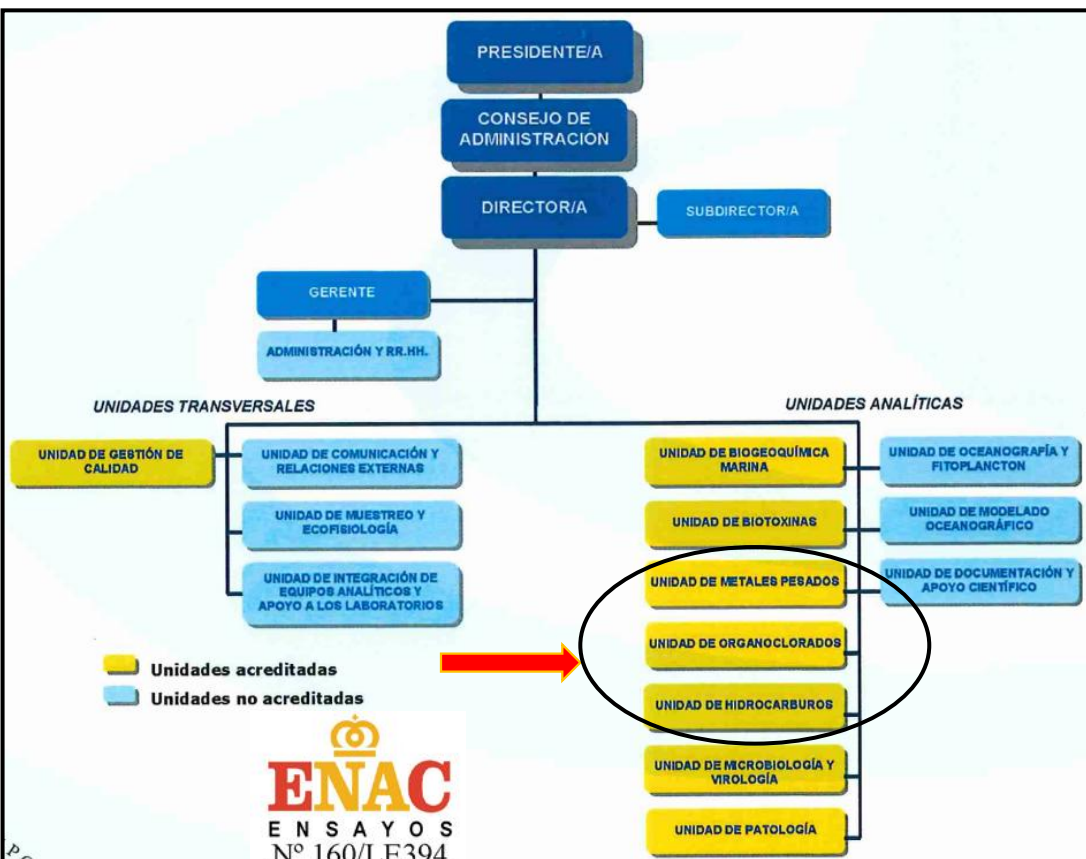 PRESIDENTE/A
CONSEJO DE
ADMINISTRACIÓN
DIRECTOR/A
SUBDIRECTOR/A
GERENTE
ADMINISTRACIÓN Y RR.HH.
UNIDADES TRANSVERSALES
UNIDAD DE GESTIÓN DE
CALIDAD
UNIDAD DE COMUNICACIÓN Y
RELACIONES EXTERNAS
UNIDAD DE MUESTREO Y
ECOFISIOLOGÍA
UNIDAD DE INTEGRACIÓN DE
EQUIPOS ANALÍTICOS Y
APOYO A LOS LABORATORIOS
UNIDADES ANALÍTICAS
UNIDAD DE BIOGEOQUÍMICA
MARINA
UNIDAD DE BIOTOXINAS
UNIDAD DE METALES PESADOS
UNIDAD DE ORGANOCLORADOS
UNIDAD DE HIDROCARBUROS
UNIDAD DE MICROBIOLOGÍA Y
VIROLOGÍA
UNIDAD DE PATOLOGÍA
UNIDAD DE OCEANOGRAFÍA Y
FITOPLANCTON
UNIDAD DE MODELADO
OCEANOGRÁFICO
UNIDAD DE DOCUMENTACIÓN Y
APOYO CIENTÍFICO
Unidades acreditadas
Unidades no acreditadas
ENAC
ENSAYOS
Nº 160/LE394